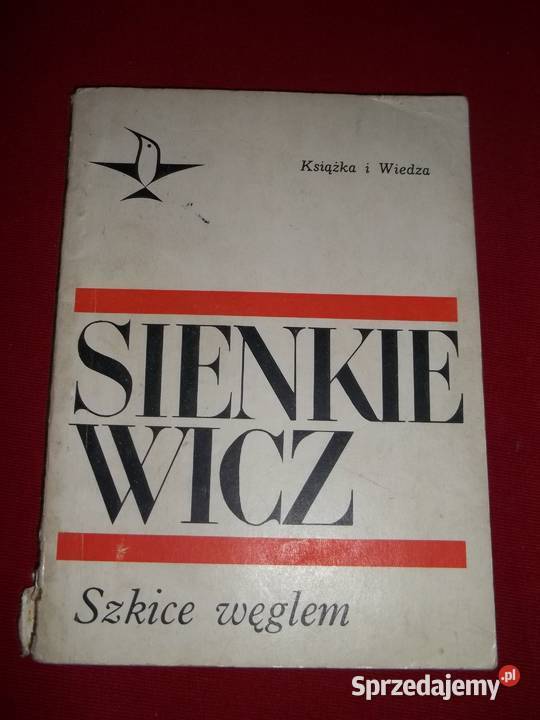 Książka i Wiedza
SIENKIE
WICZ
Szkice węglem
Sprzedajemy.pl